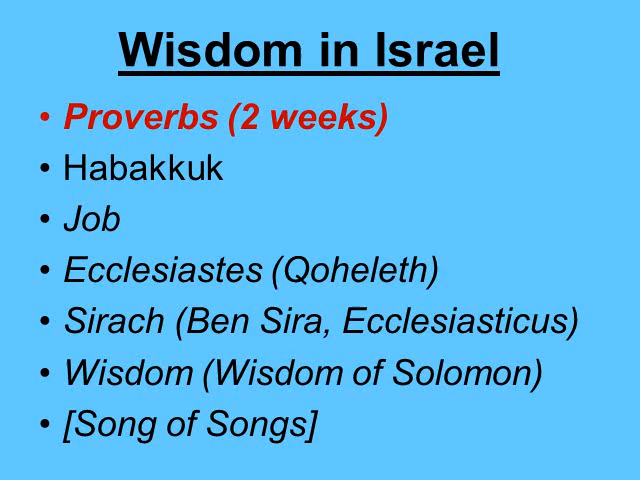 Wisdom in Israel
• Proverbs (2 weeks)
• Habakkuk
• Job
• Ecclesiastes (Qoheleth)
• Sirach (Ben Sira, Ecclesiasticus)
• Wisdom (Wisdom of Solomon)
• [Song of Songs]